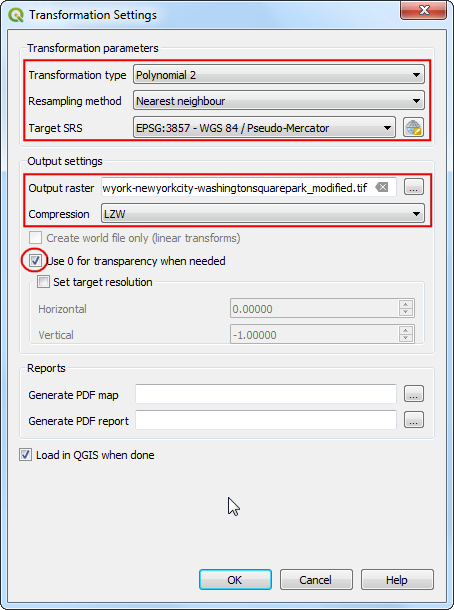 Transformation Settings
Transformation parameters
Transformation type Polynomial 2
Resampling method Nearest neighbour
Target SRS EPSG:3857 - WGS 84 / Pseudo-Mercator
Output settings
Output raster wyork-newyorkcity-washingtonsquarepark_modified.tif ...
Compression LZW
Create world file only (linear transforms)
Use 0 for transparency when needed
Set target resolution
Horizontal 0.00000
Vertical -1.00000
Reports
Generate PDF map ...
Generate PDF report ...
Load in QGIS when done
OK Cancel Help